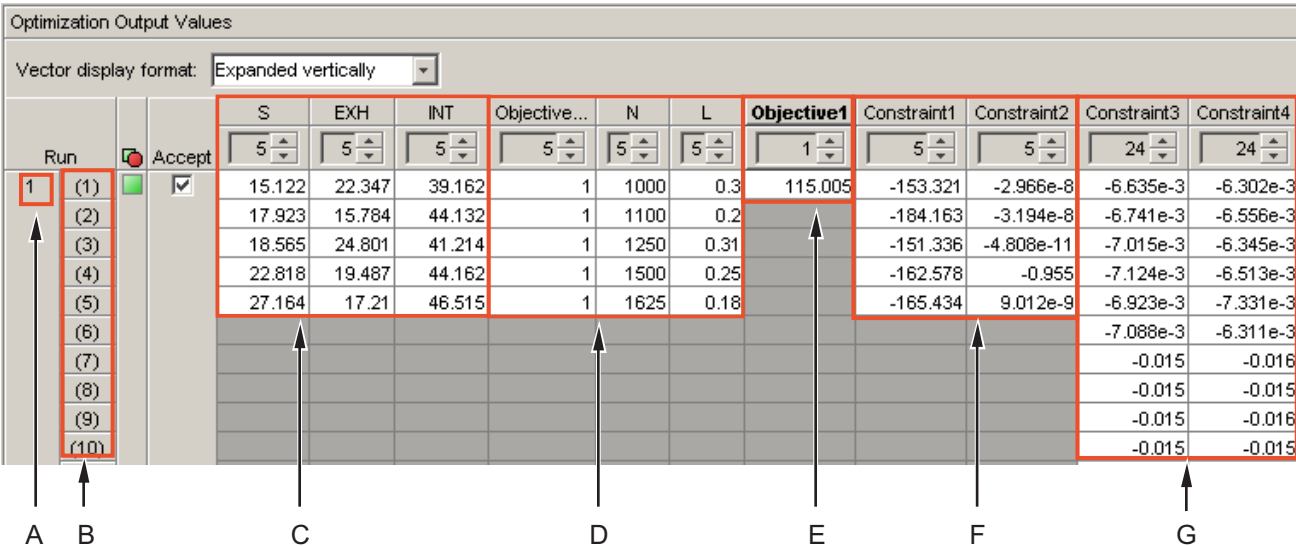 Optimization Output Values
Vector display format: Expanded vertically
Run Accept S EXH INT Objective... N L Objective1 Constraint1 Constraint2 Constraint3 Constraint4
5 5 5 5 5 5 1 5 5 24 24
1 (1) 15.122 22.347 39.162 1 1000 0.3 115.005 -153.321 -2.966e-8 -6.635e-3 -6.302e-3
(2) 17.923 15.784 44.132 1 1100 0.2 -184.163 -3.194e-8 -6.741e-3 -6.556e-3
(3) 18.565 24.801 41.214 1 1250 0.31 -151.336 -4.808e-11 -7.015e-3 -6.345e-3
(4) 22.818 19.487 44.162 1 1500 0.25 -162.578 -0.955 -7.124e-3 -6.513e-3
(5) 27.164 17.21 46.515 1 1625 0.18 -165.434 9.012e-9 -6.923e-3 -7.331e-3
(6) -7.088e-3 -6.311e-3
(7) -0.015 -0.016
(8) -0.015 -0.015
(9) -0.015 -0.016
(10) -0.015 -0.015
A B C D E F G